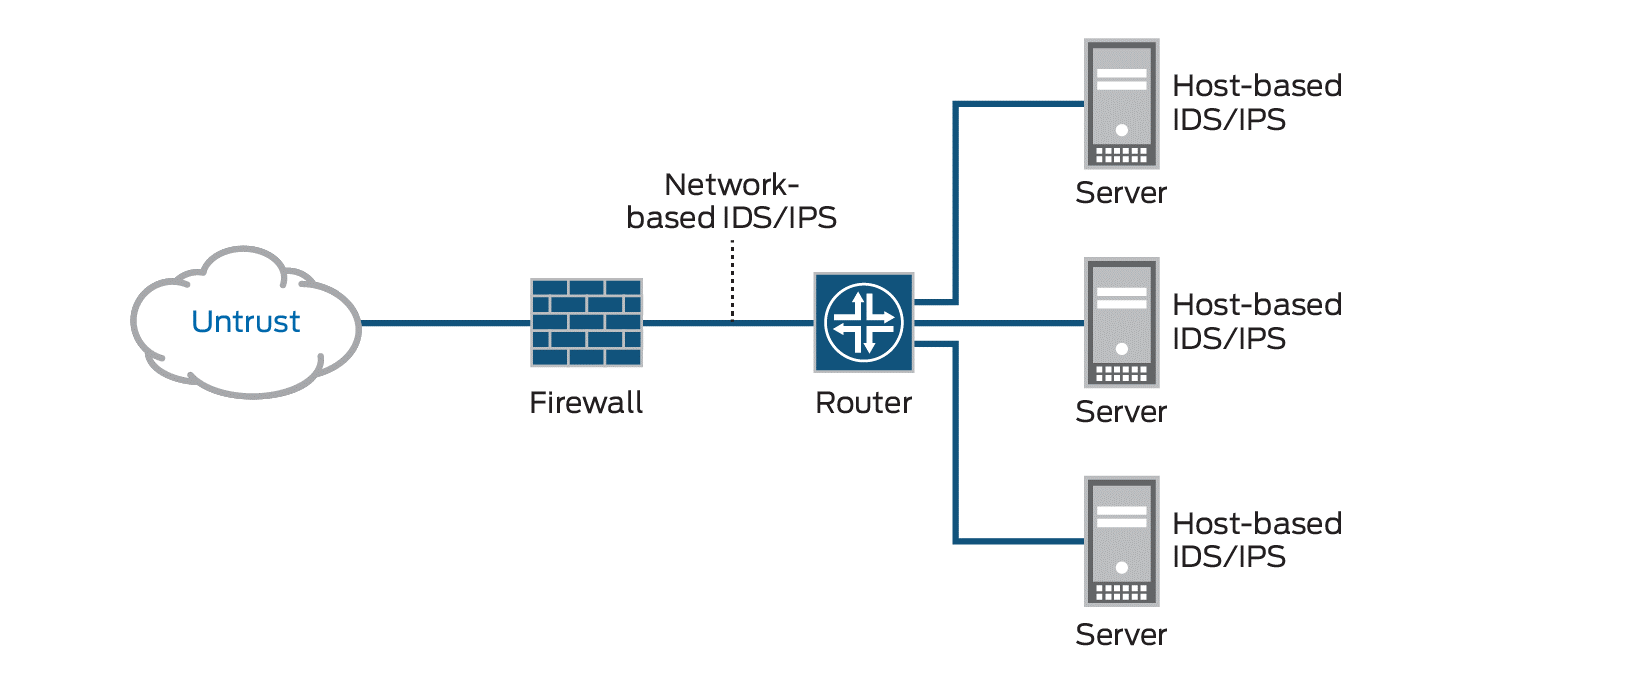 Network-
based IDS/IPS
Untrust
Firewall
Router
Host-based
IDS/IPS
Server
Host-based
IDS/IPS
Server
Host-based
IDS/IPS
Server